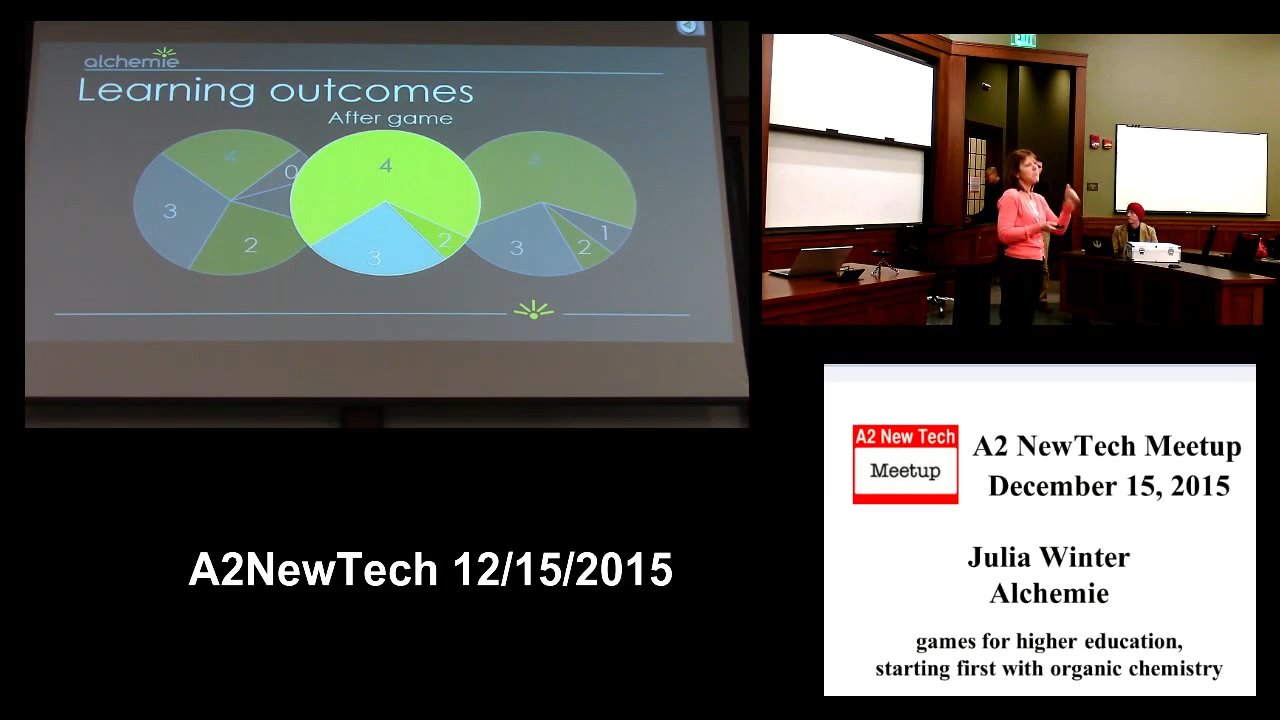 alchemie
Learning outcomes
After game
4
0
3
2
4
2
3
4
1
2
3
EXIT
A2 New Tech
Meetup
A2 NewTech Meetup
December 15, 2015
Julia Winter
Alchemie
games for higher education,
starting first with organic chemistry
A2NewTech 12/15/2015